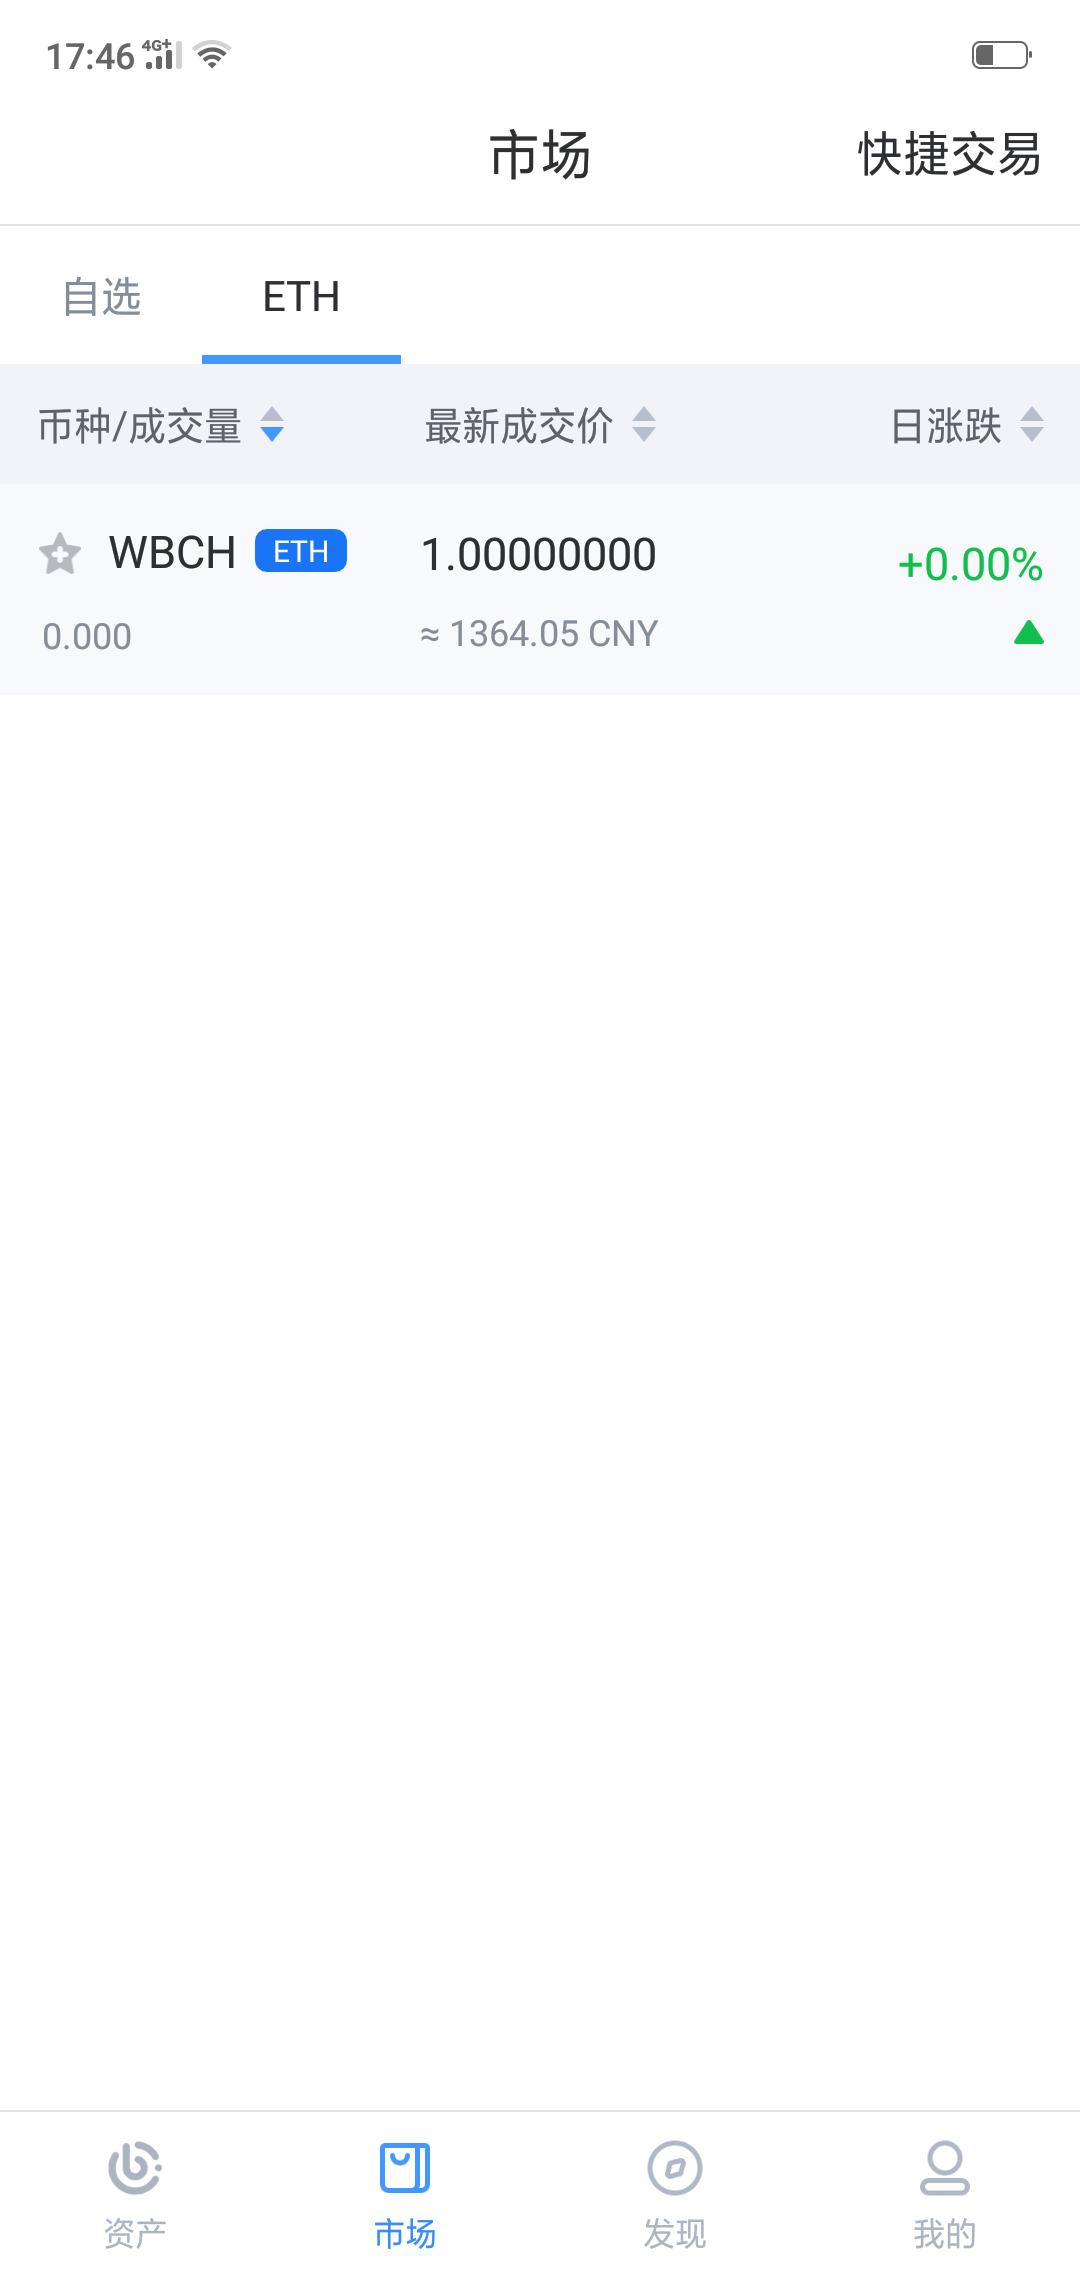 17:46 4G+
市场
快捷交易
自选 ETH
币种/成交量 最新成交价 日涨跌
WBCH ETH 1.00000000 +0.00%
0.000 ≈ 1364.05 CNY
资产 市场 发现 我的